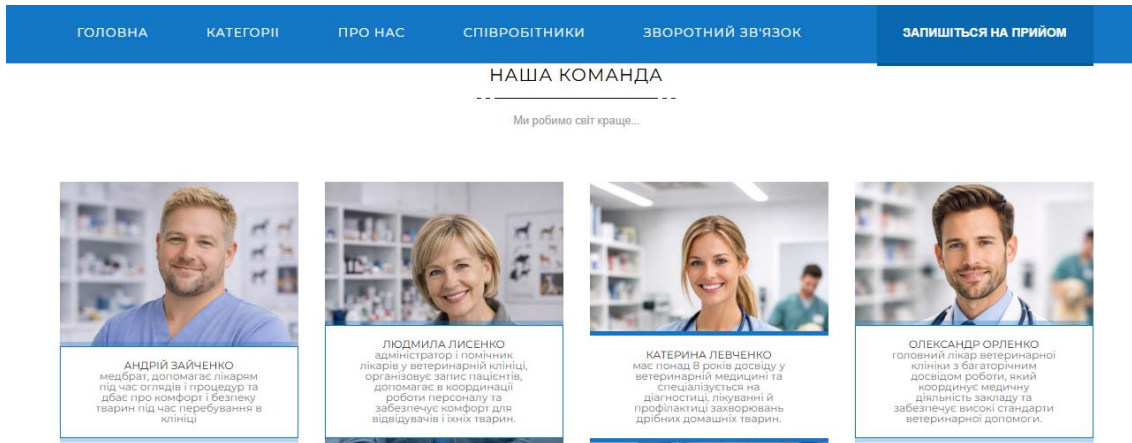 ГОЛОВНА КАТЕГОРІІ ПРО НАС СПІВРОБІТНИКИ ЗВОРОТНИЙ ЗВ'ЯЗОК ЗАПИШІТЬСЯ НА ПРИЙОМ
НАША КОМАНДА
Ми робимо світ краще...
АНДРІЙ ЗАЙЧЕНКО
медбрат, допомагає лікарям
під час оглядів і процедур та
дбає про комфорт і безпеку
тварин під час перебування в
клініці
ЛЮДМИЛА ЛИСЕНКО
адміністратор і помічник
лікарів у ветеринарній клініці,
організовує запис пацієнтів,
допомагає в координації
роботи персоналу та
забезпечує комфорт для
відвідувачів і їхніх тварин.
КАТЕРИНА ЛЕВЧЕНКО
має понад 8 років досвіду у
ветеринарній медицині та
спеціалізується на
діагностиці, лікуванні й
профілактиці захворювань
дрібних домашніх тварин.
ОЛЕКСАНДР ОРЛЕНКО
головний лікар ветеринарної
клініки з багаторічним
досвідом роботи, який
координує медичну
діяльність закладу та
забезпечує високі стандарти
ветеринарної допомоги.